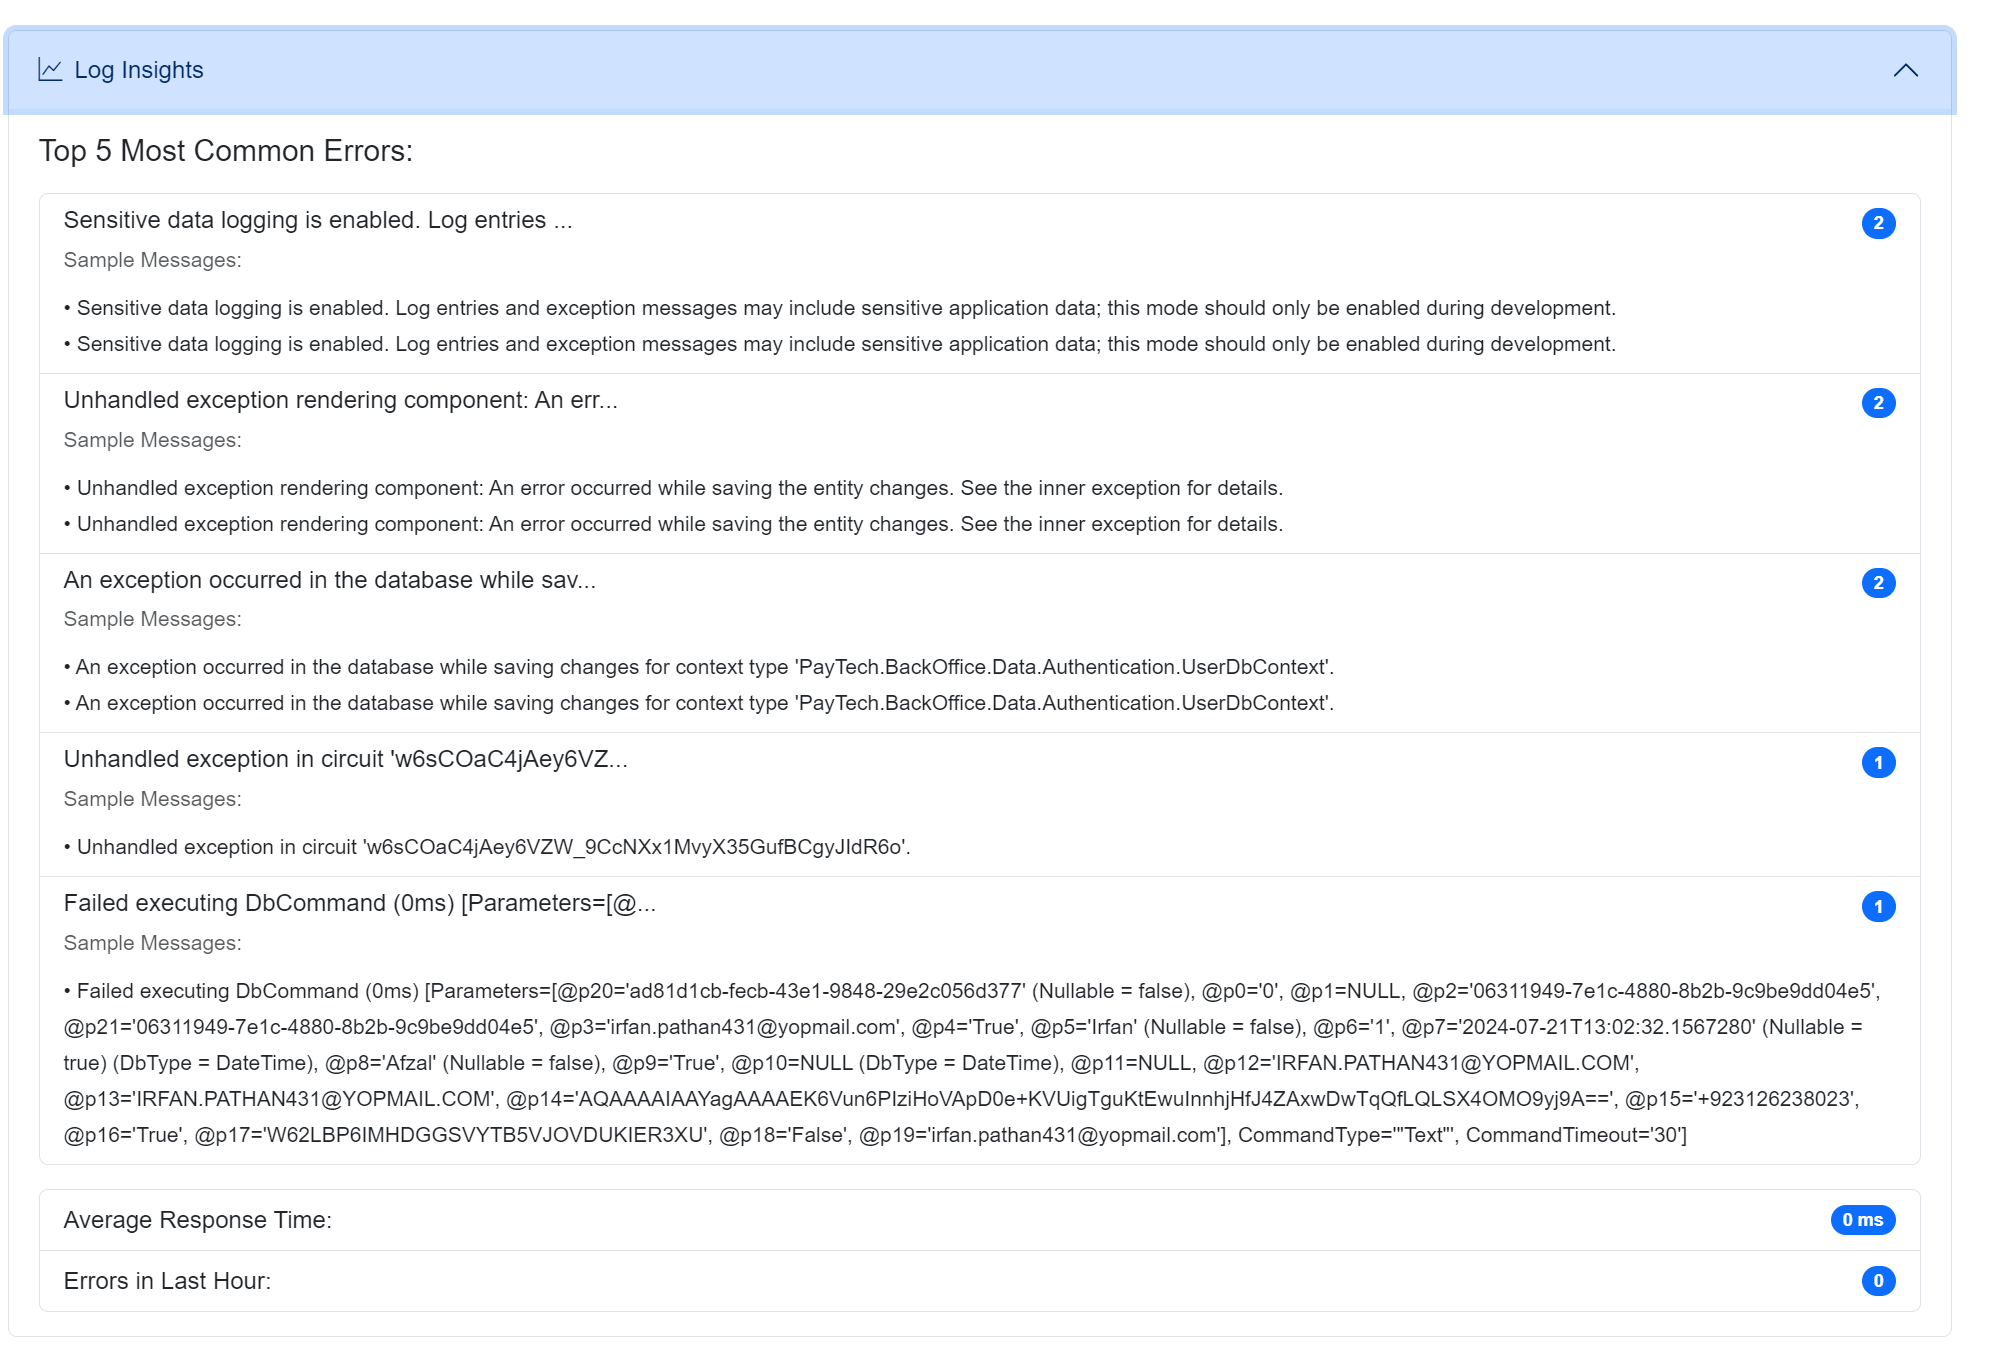 Log Insights
Top 5 Most Common Errors:
Sensitive data logging is enabled. Log entries ...
2
Sample Messages:
• Sensitive data logging is enabled. Log entries and exception messages may include sensitive application data; this mode should only be enabled during development.
• Sensitive data logging is enabled. Log entries and exception messages may include sensitive application data; this mode should only be enabled during development.
Unhandled exception rendering component: An err...
2
Sample Messages:
• Unhandled exception rendering component: An error occurred while saving the entity changes. See the inner exception for details.
• Unhandled exception rendering component: An error occurred while saving the entity changes. See the inner exception for details.
An exception occurred in the database while sav...
2
Sample Messages:
• An exception occurred in the database while saving changes for context type 'PayTech.BackOffice.Data.Authentication.UserDbContext'.
• An exception occurred in the database while saving changes for context type 'PayTech.BackOffice.Data.Authentication.UserDbContext'.
Unhandled exception in circuit 'w6sCOaC4jAey6VZ...
1
Sample Messages:
• Unhandled exception in circuit 'w6sCOaC4jAey6VZW_9CcNXx1MvyX35GufBCgyJIdR6o'.
Failed executing DbCommand (0ms) [Parameters=[@...
1
Sample Messages:
• Failed executing DbCommand (0ms) [Parameters=[@p20='ad81d1cb-fecb-43e1-9848-29e2c056d377' (Nullable = false), @p0='0', @p1=NULL, @p2='06311949-7e1c-4880-8b2b-9c9be9dd04e5',
@p21='06311949-7e1c-4880-8b2b-9c9be9dd04e5', @p3='irfan.pathan431@yopmail.com', @p4='True', @p5='Irfan' (Nullable = false), @p6='1', @p7='2024-07-21T13:02:32.1567280' (Nullable =
true) (DbType = DateTime), @p8='Afzal' (Nullable = false), @p9='True', @p10=NULL (DbType = DateTime), @p11=NULL, @p12='IRFAN.PATHAN431@YOPMAIL.COM',
@p13='IRFAN.PATHAN431@YOPMAIL.COM', @p14='AQAAAAIAAYagAAAAEK6Vun6PIziHoVApD0e+KVUigTguKtEwuInnhjHfJ4ZAxwDwTqQfLQLSX4OMO9yj9A==', @p15='+923126238023',
@p16='True', @p17='W62LBP6IMHDGGSVYTB5VJOVDUKIER3XU', @p18='False', @p19='irfan.pathan431@yopmail.com'], CommandType='"Text"', CommandTimeout='30']
Average Response Time:
0 ms
Errors in Last Hour:
0